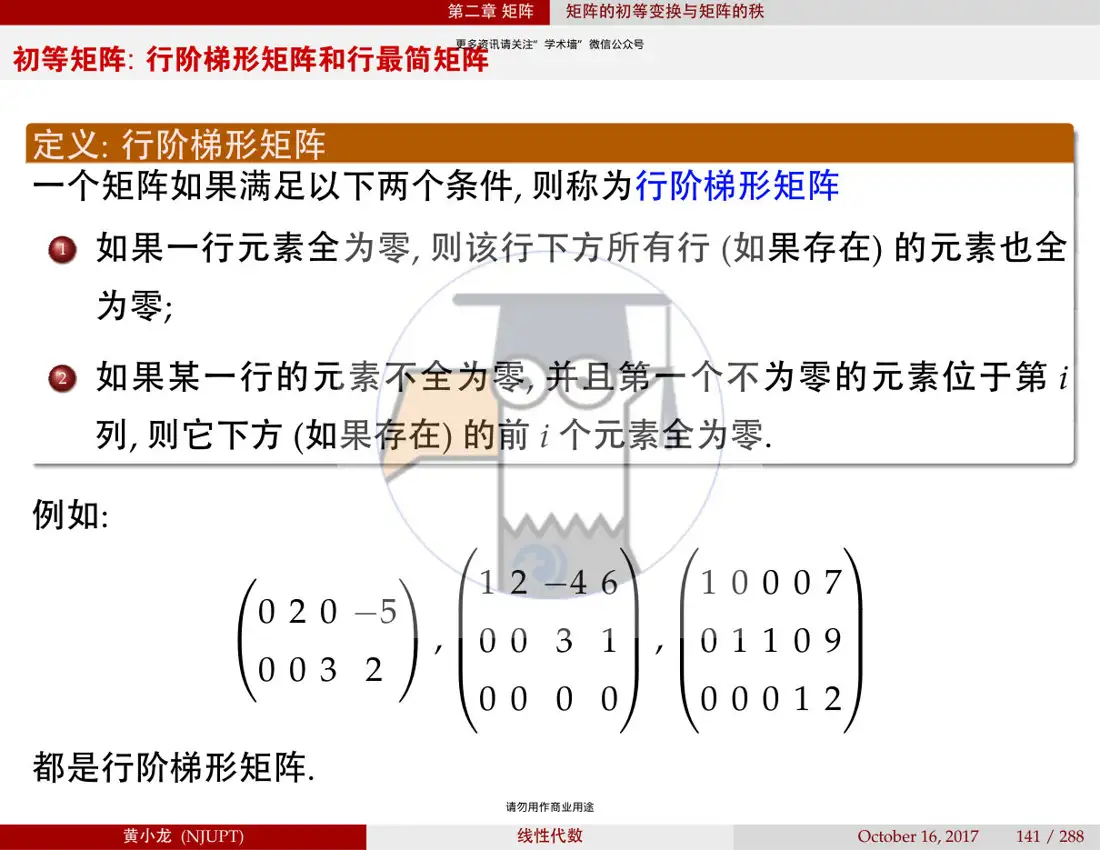 第二章 矩阵 矩阵的初等变换与矩阵的秩
更多资讯请关注“学术墙”微信公众号
初等矩阵: 行阶梯形矩阵和行最简矩阵
定义: 行阶梯形矩阵
一个矩阵如果满足以下两个条件, 则称为行阶梯形矩阵
1 如果一行元素全为零, 则该行下方所有行 (如果存在) 的元素也全
为零;
2 如果某一行的元素不全为零, 并且第一个不为零的元素位于第 i
列, 则它下方 (如果存在) 的前 i 个元素全为零.
例如:
(0 2 0 −5
0 0 3 2),
(1 2 −4 6
0 0 3 1
0 0 0 0),
(1 0 0 0 7
0 1 1 0 9
0 0 0 1 2)
都是行阶梯形矩阵.
请勿用作商业用途
黄小龙 (NJUPT) 线性代数 October 16, 2017 141 / 288